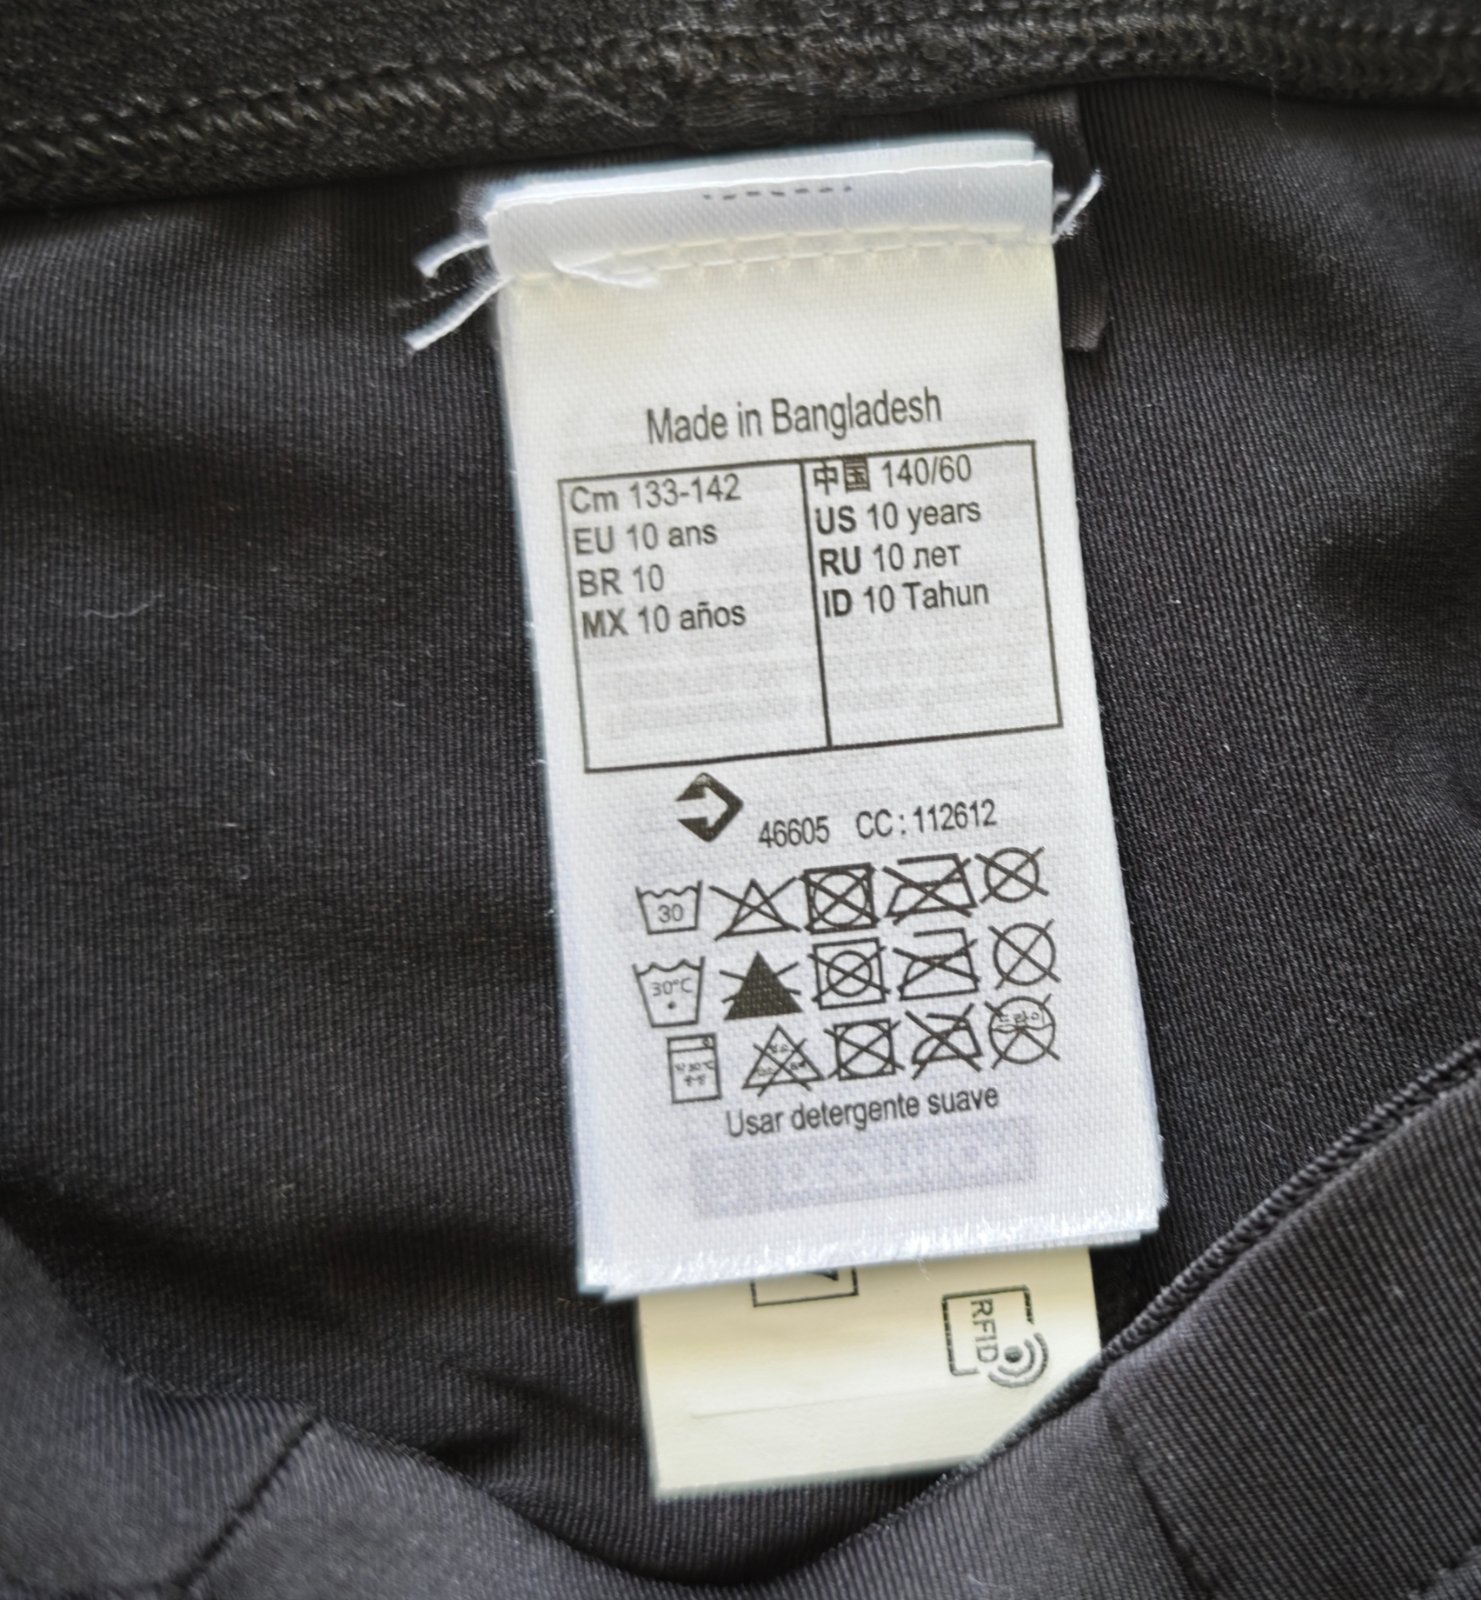 Made in Bangladesh
Cm 133-142
EU 10 ans
BR 10
MX 10 años
中国 140/60
US 10 years
RU 10 лет
ID 10 Tahun
46605 CC : 112612
30
30°C
Usar detergente suave
RFID